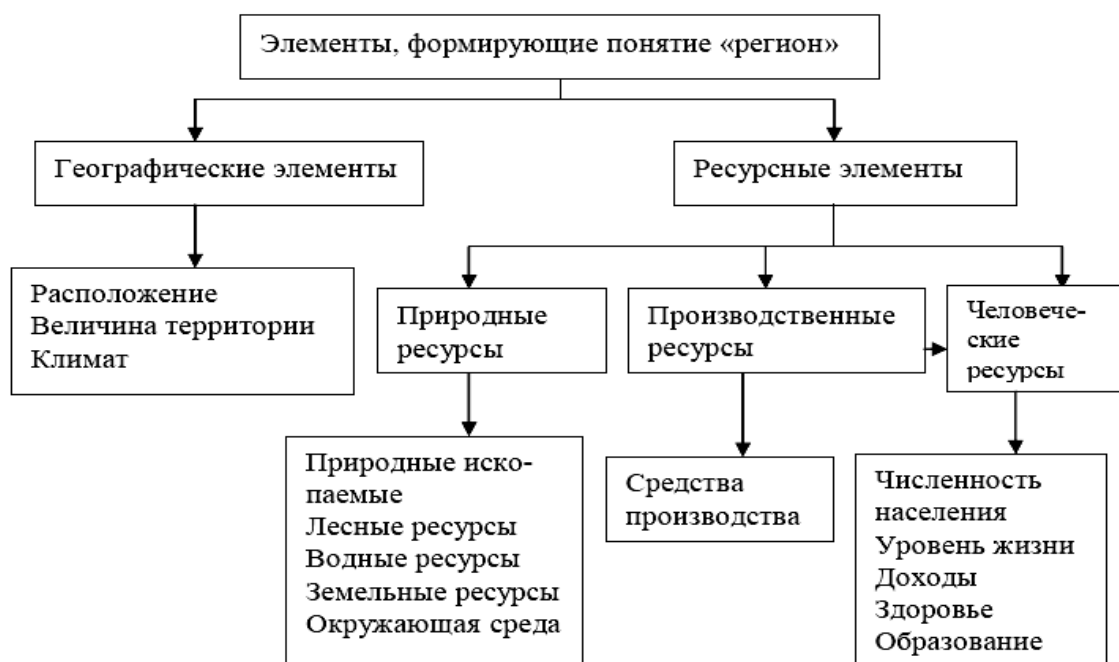 Элементы, формирующие понятие «регион»
Географические элементы
Ресурсные элементы
Расположение
Величина территории
Климат
Природные
ресурсы
Производственные
ресурсы
Человече-
ские
ресурсы
Природные иско-
паемые
Лесные ресурсы
Водные ресурсы
Земельные ресурсы
Окружающая среда
Средства
производства
Численность
населения
Уровень жизни
Доходы
Здоровье
Образование